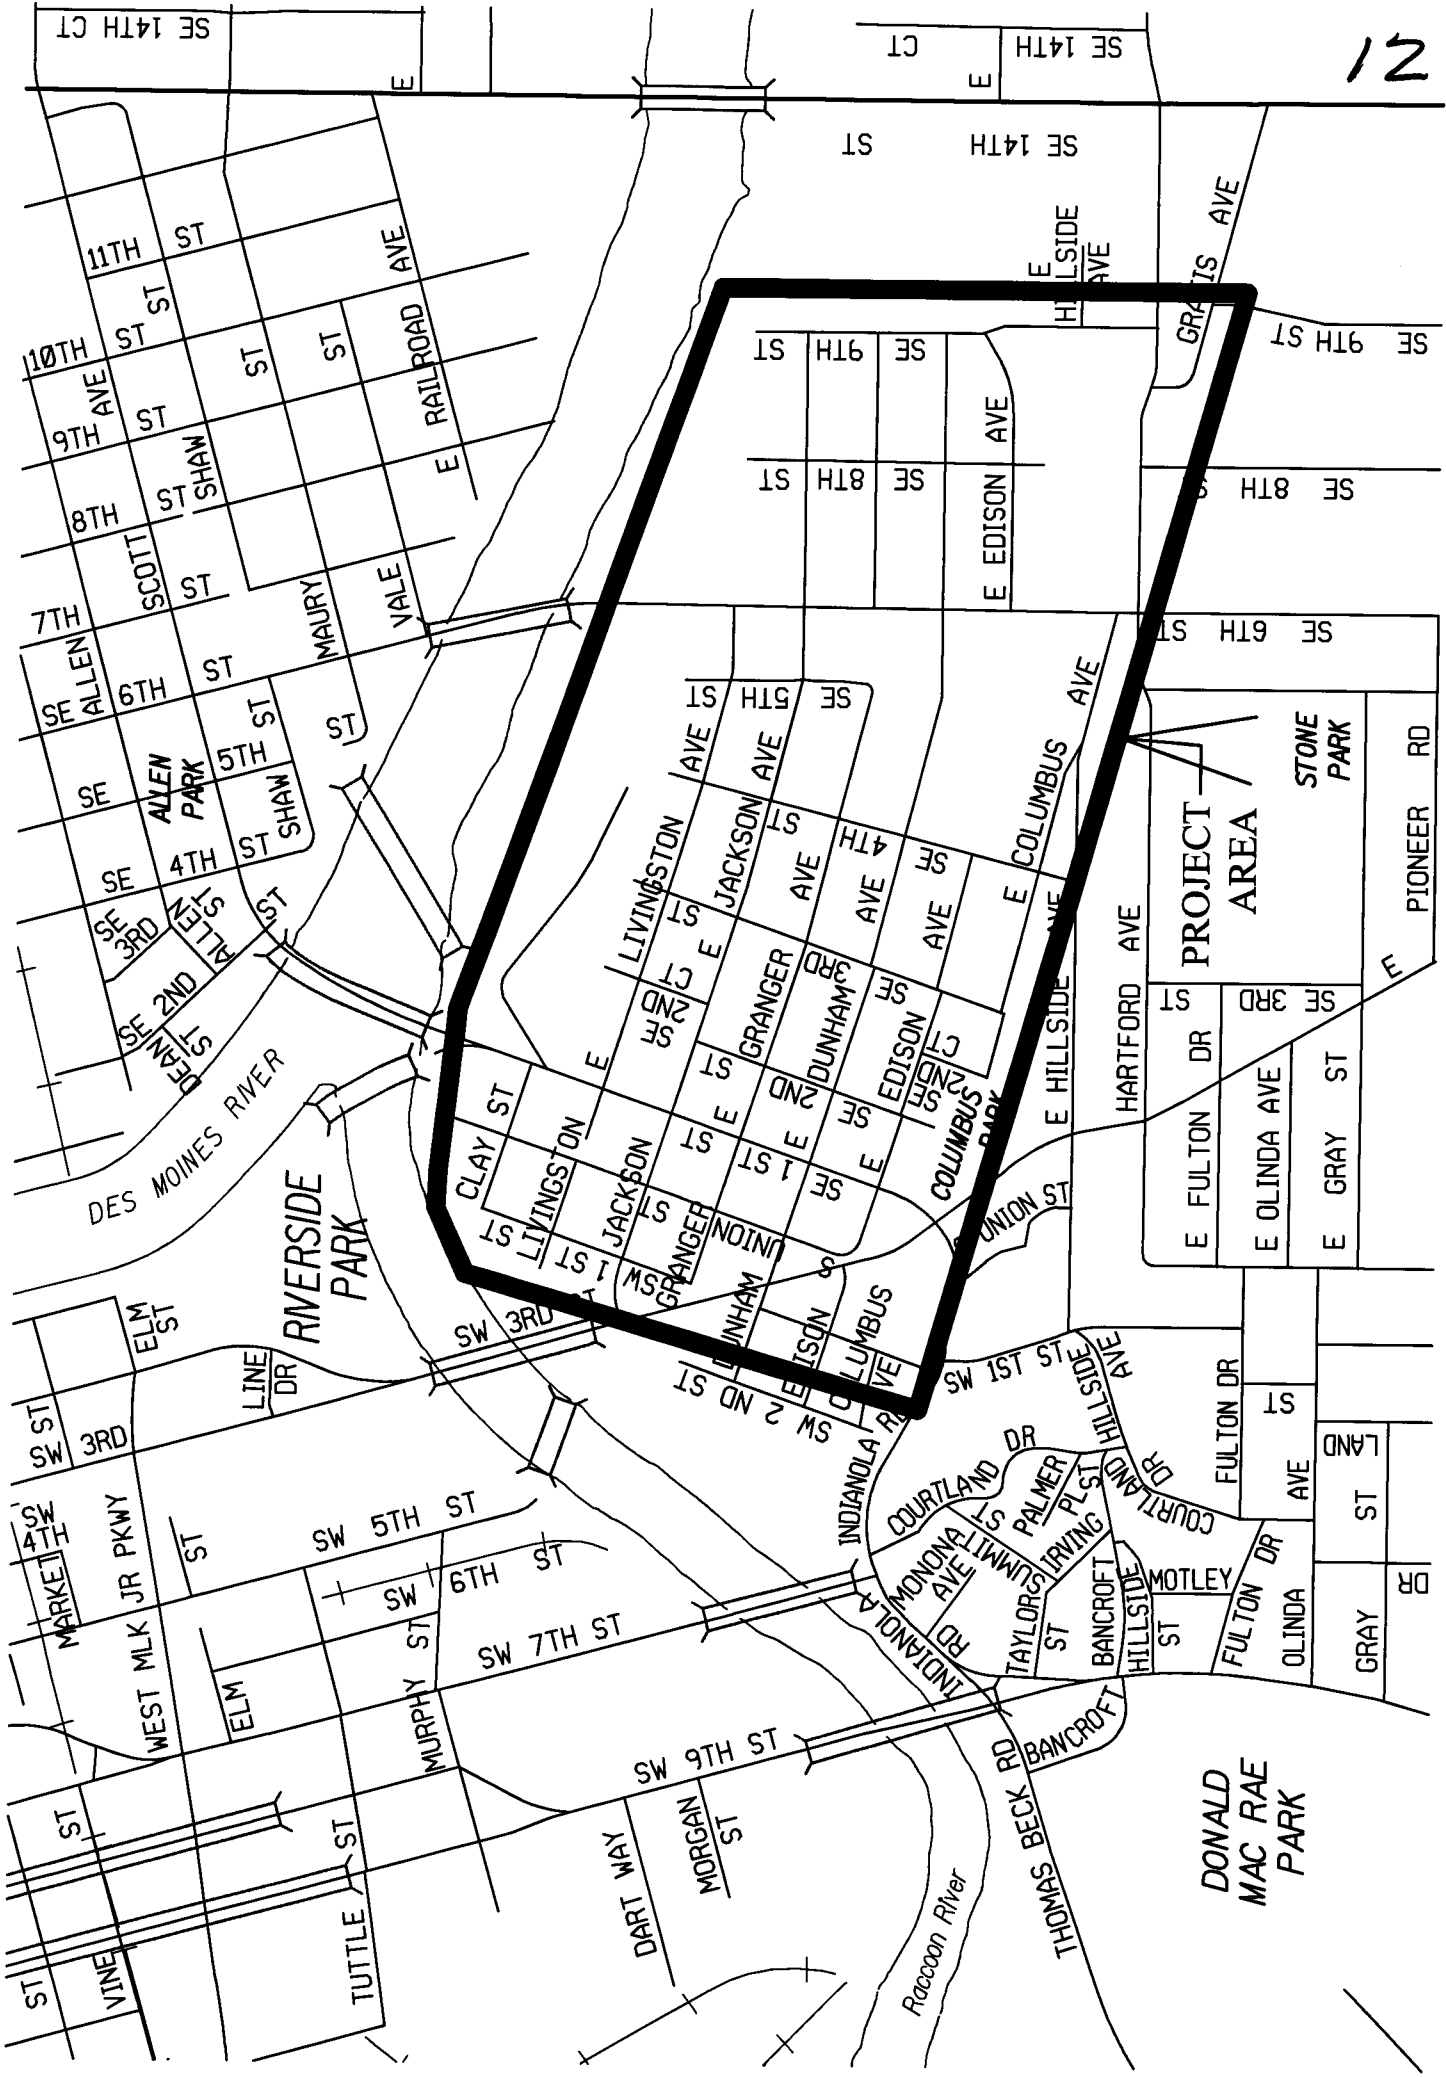 SE 14TH CT
E
SE 14TH
CT
E
12
SE 14TH ST
11TH ST
ST
E RAILROAD AVE
10TH ST
AVE
9TH ST
SHAW
ST
ST
8TH ST
SCOTT
7TH ST
MAURY
VALE
ALLEN
SE 6TH ST
SE 5TH ST
SHAW
ST
ALLEN
PARK
SE 4TH ST
SE
3RD
ALLEN
ST
ST
SE 2ND
DEAN
ST
DES MOINES RIVER
RIVERSIDE
PARK
E
HILLSIDE
AVE
GRATIS AVE
SE 9TH ST
SE 9TH ST
E EDISON AVE
SE 8TH ST
SE 8TH S
SE 6TH ST
SE 5TH ST
E LIVINGSTON AVE
E JACKSON AVE
SE 4TH ST
E GRANGER AVE
E DUNHAM AVE
E EDISON AVE
E COLUMBUS AVE
SE 3RD ST
SE
2ND CT
SE 2ND ST
SE
2ND CT
SE 1 ST ST
UNION ST
S UNION ST
COLUMBUS
PARK
CLAY ST
LIVINGSTON
JACKSON
GRANGER
DUNHAM
EDISON
COLUMBUS
AVE
SW 1 ST ST
SW 2 ND ST
SW 3RD ST
E HILLSIDE AVE
HARTFORD AVE
PROJECT
AREA
STONE
PARK
PIONEER RD
E
SE 3RD ST
E FULTON DR
E OLINDA AVE
E GRAY ST
ELM
ST
LINE
DR
SW 3RD ST
SW
4TH
MARKET
WEST MLK JR PKWY
ST
SW 5TH ST
SW 6TH ST
ELM
MURPHY ST
SW 7TH ST
SW 9TH ST
ST
ST
VINE
TUTTLE ST
DART WAY
MORGAN
ST
Raccoon River
THOMAS BECK RD
INDIANOLA RD
INDIANOLA RD
SW 1ST ST
HILLSIDE AVE
COURTLAND DR
COURTLAND DR
PALMER
PL
SUMMIT ST
MONONA
AVE
IRVING
ST
TAYLORS
ST
BANCROFT
HILLSIDE
ST
MOTLEY
BANCROFT
FULTON DR
FULTON DR
OLINDA AVE
GRAY ST
ST
LAND
DR
DONALD
MAC RAE
PARK